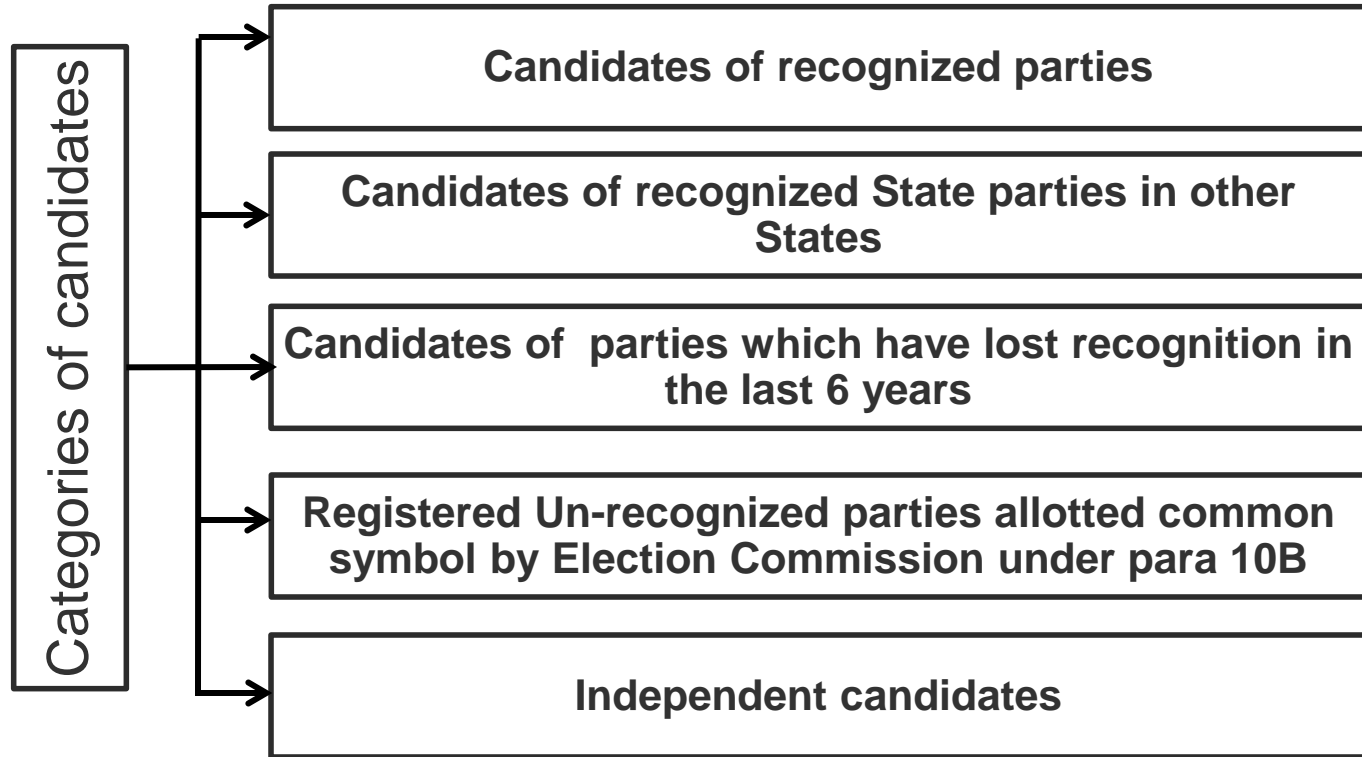 Categories of candidates
Candidates of recognized parties
Candidates of recognized State parties in other
States
Candidates of  parties which have lost recognition in
the last 6 years
Registered Un-recognized parties allotted common
symbol by Election Commission under para 10B
Independent candidates